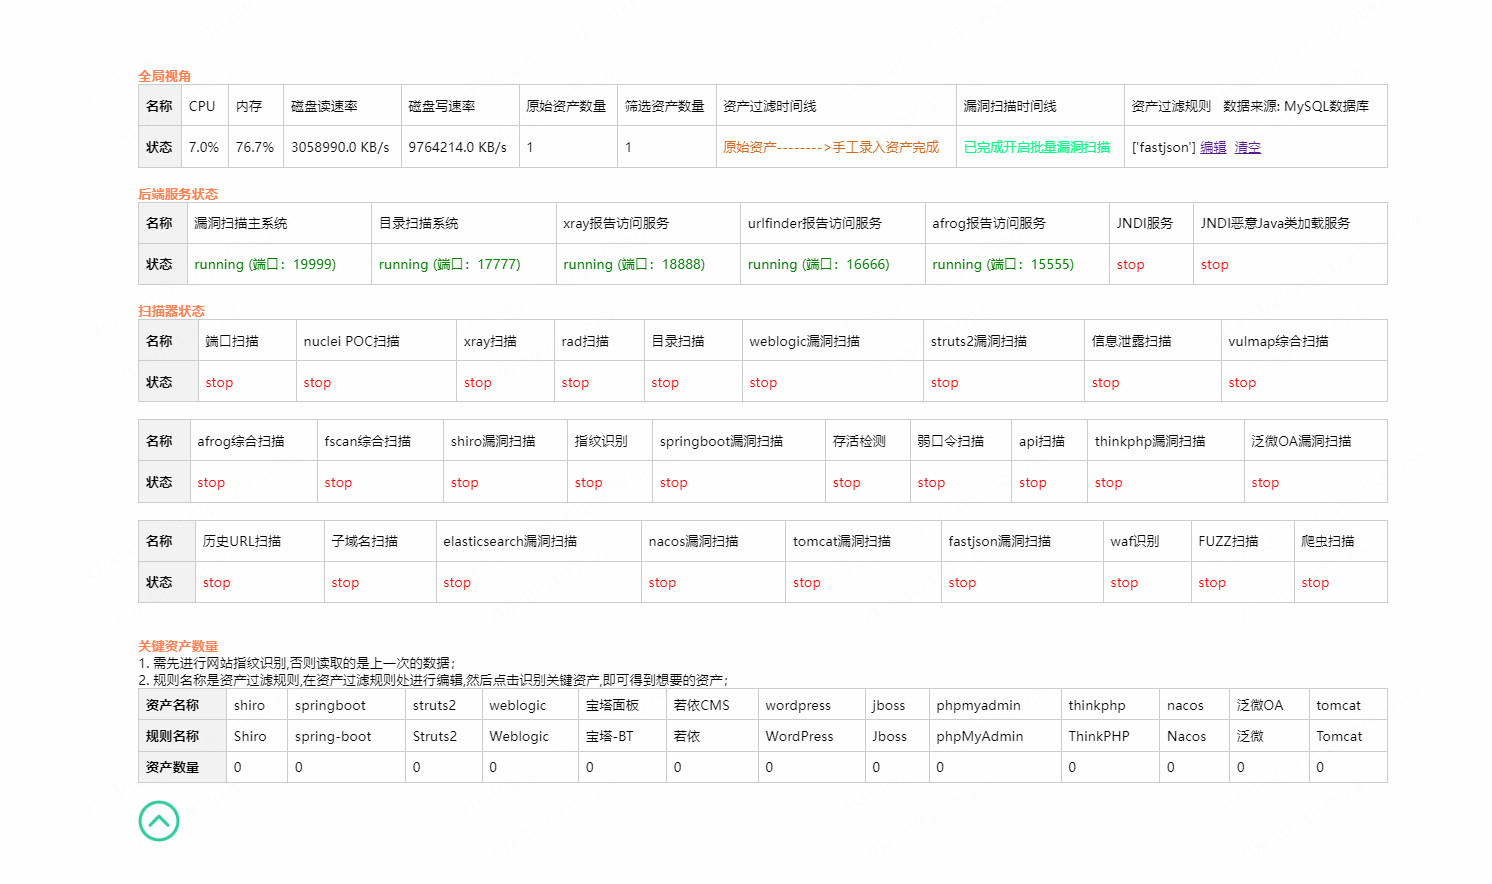 全局视角
名称 CPU 内存 磁盘读速率 磁盘写速率 原始资产数量 筛选资产数量 资产过滤时间线 漏洞扫描时间线 资产过滤规则 数据来源: MySQL数据库
状态 7.0% 76.7% 3058990.0 KB/s 9764214.0 KB/s 1 1 原始资产-------->手工录入资产完成 已完成开启批量漏洞扫描 ['fastjson'] 编辑 清空
后端服务状态
名称 漏洞扫描主系统 目录扫描系统 xray报告访问服务 urlfinder报告访问服务 afrog报告访问服务 JNDI服务 JNDI恶意Java类加载服务
状态 running (端口：19999) running (端口：17777) running (端口：18888) running (端口：16666) running (端口：15555) stop stop
扫描器状态
名称 端口扫描 nuclei POC扫描 xray扫描 rad扫描 目录扫描 weblogic漏洞扫描 struts2漏洞扫描 信息泄露扫描 vulmap综合扫描
状态 stop stop stop stop stop stop stop stop stop
名称 afrog综合扫描 fscan综合扫描 shiro漏洞扫描 指纹识别 springboot漏洞扫描 存活检测 弱口令扫描 api扫描 thinkphp漏洞扫描 泛微OA漏洞扫描
状态 stop stop stop stop stop stop stop stop stop stop
名称 历史URL扫描 子域名扫描 elasticsearch漏洞扫描 nacos漏洞扫描 tomcat漏洞扫描 fastjson漏洞扫描 waf识别 FUZZ扫描 爬虫扫描
状态 stop stop stop stop stop stop stop stop stop
关键资产数量
1. 需先进行网站指纹识别,否则读取的是上一次的数据；
2. 规则名称是资产过滤规则,在资产过滤规则处进行编辑,然后点击识别关键资产,即可得到想要的资产；
资产名称 shiro springboot struts2 weblogic 宝塔面板 若依CMS wordpress jboss phpmyadmin thinkphp nacos 泛微OA tomcat
规则名称 Shiro spring-boot Struts2 Weblogic 宝塔-BT 若依 WordPress Jboss phpMyAdmin ThinkPHP Nacos 泛微 Tomcat
资产数量 0 0 0 0 0 0 0 0 0 0 0 0 0